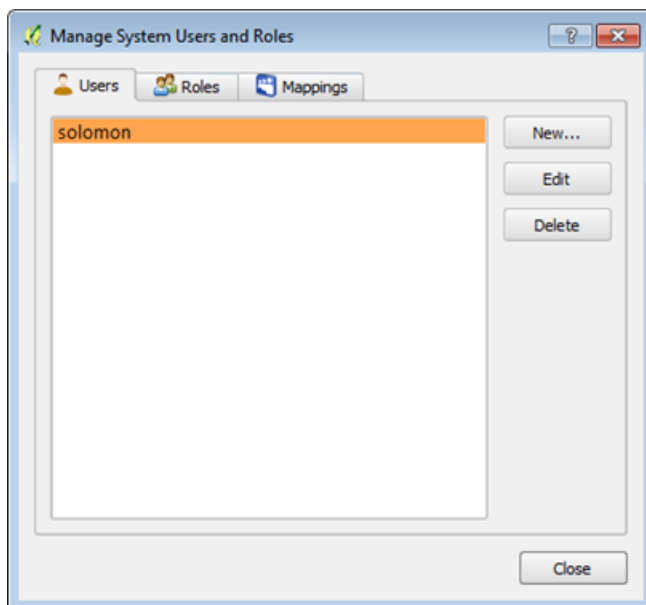 Manage System Users and Roles
Users
Roles
Mappings
solomon
New...
Edit
Delete
Close